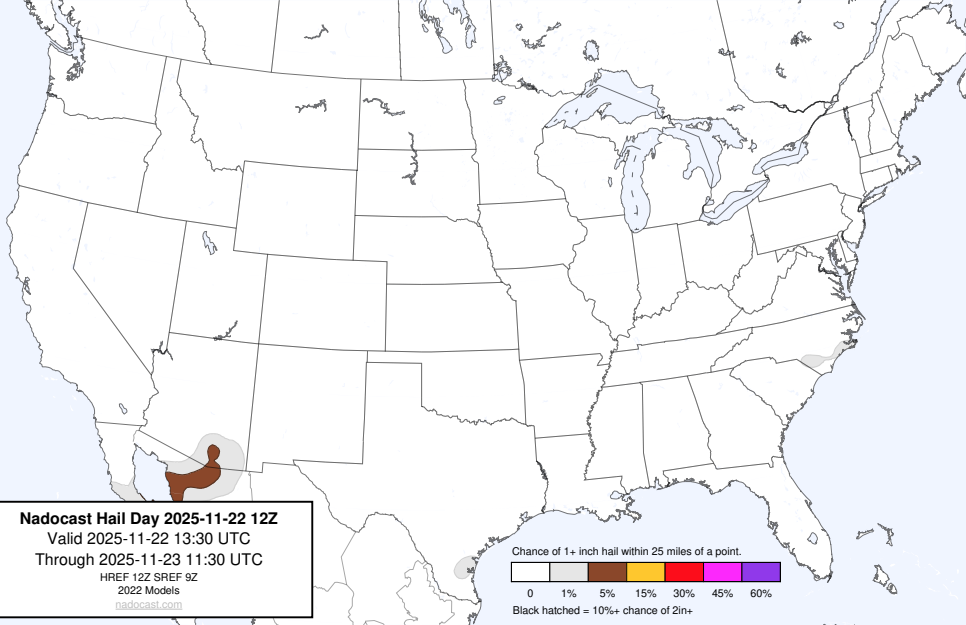 Nadocast Hail Day 2025-11-22 12Z
Valid 2025-11-22 13:30 UTC
Through 2025-11-23 11:30 UTC
HREF 12Z SREF 9Z
2022 Models
nadocast.com
Chance of 1+ inch hail within 25 miles of a point.
0 1% 5% 15% 30% 45% 60%
Black hatched = 10%+ chance of 2in+